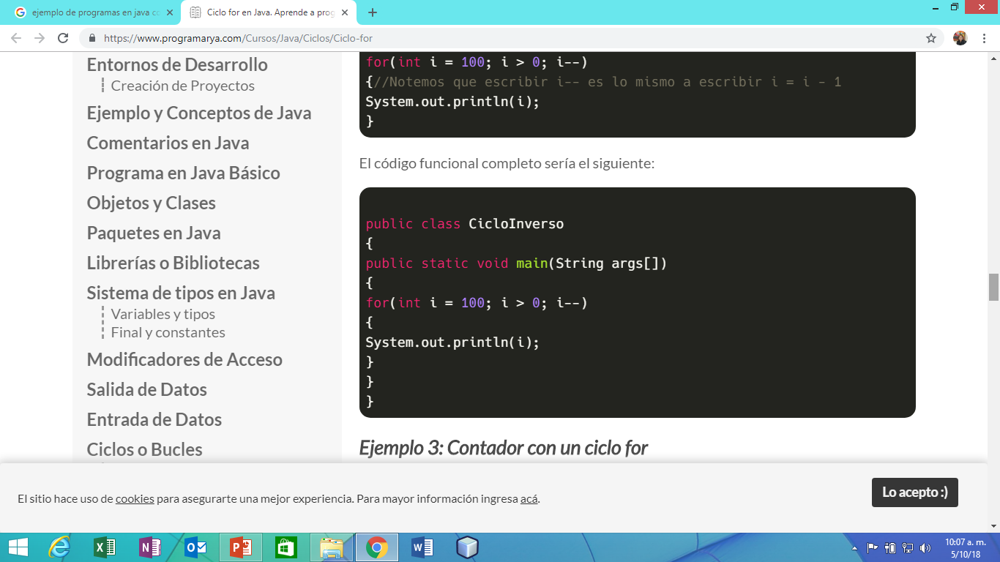 ejemplo de programas en java co
Ciclo for en Java. Aprende a prog
https://www.programarya.com/Cursos/Java/Ciclos/Ciclo-for
Entornos de Desarrollo
Creación de Proyectos
Ejemplo y Conceptos de Java
Comentarios en Java
Programa en Java Básico
Objetos y Clases
Paquetes en Java
Librerías o Bibliotecas
Sistema de tipos en Java
Variables y tipos
Final y constantes
Modificadores de Acceso
Salida de Datos
Entrada de Datos
Ciclos o Bucles
for(int i = 100; i > 0; i--)
{//Notemos que escribir i-- es lo mismo a escribir i = i - 1
System.out.println(i);
}
El código funcional completo sería el siguiente:
public class CicloInverso
{
public static void main(String args[])
{
for(int i = 100; i > 0; i--)
{
System.out.println(i);
}
}
}
Ejemplo 3: Contador con un ciclo for
El sitio hace uso de cookies para asegurarte una mejor experiencia. Para mayor información ingresa acá.
Lo acepto :)
10:07 a. m.
5/10/18